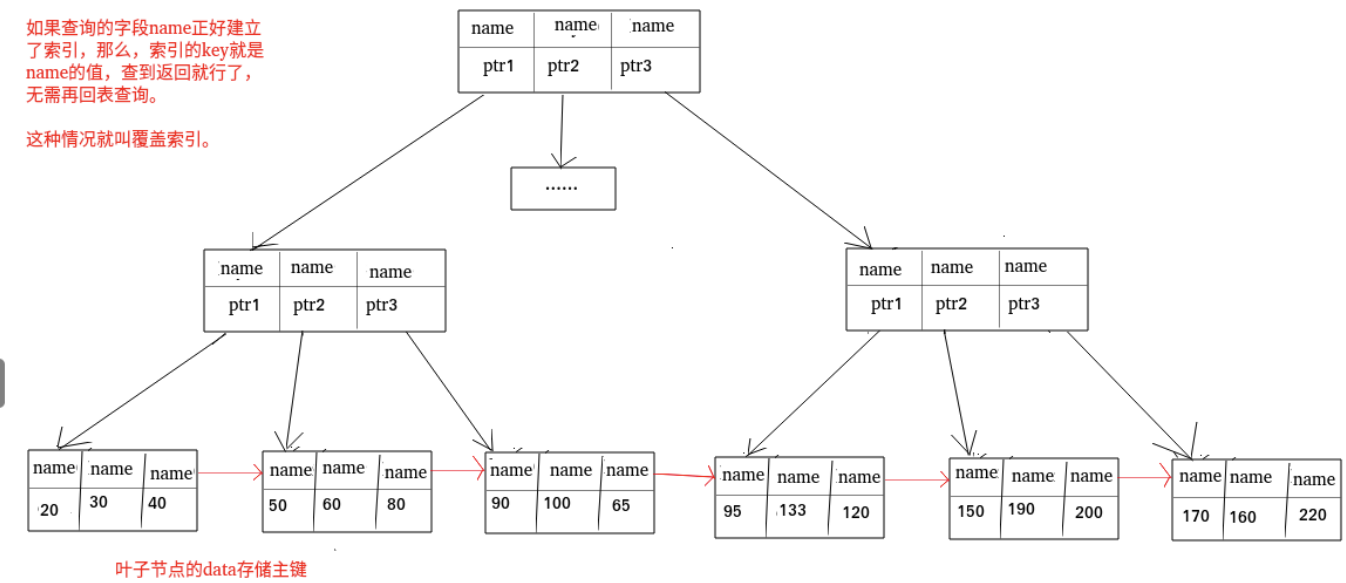 如果查询的字段name正好建立
了索引，那么，索引的key就是
name的值，查到返回就行了，
无需再回表查询。
这种情况就叫覆盖索引。
name name name
ptr1 ptr2 ptr3
......
name name name
ptr1 ptr2 ptr3
name name name
ptr1 ptr2 ptr3
name name name
20 30 40
name name name
50 60 80
name name name
90 100 65
name name name
95 133 120
name name name
150 190 200
name name name
170 160 220
叶子节点的data存储主键